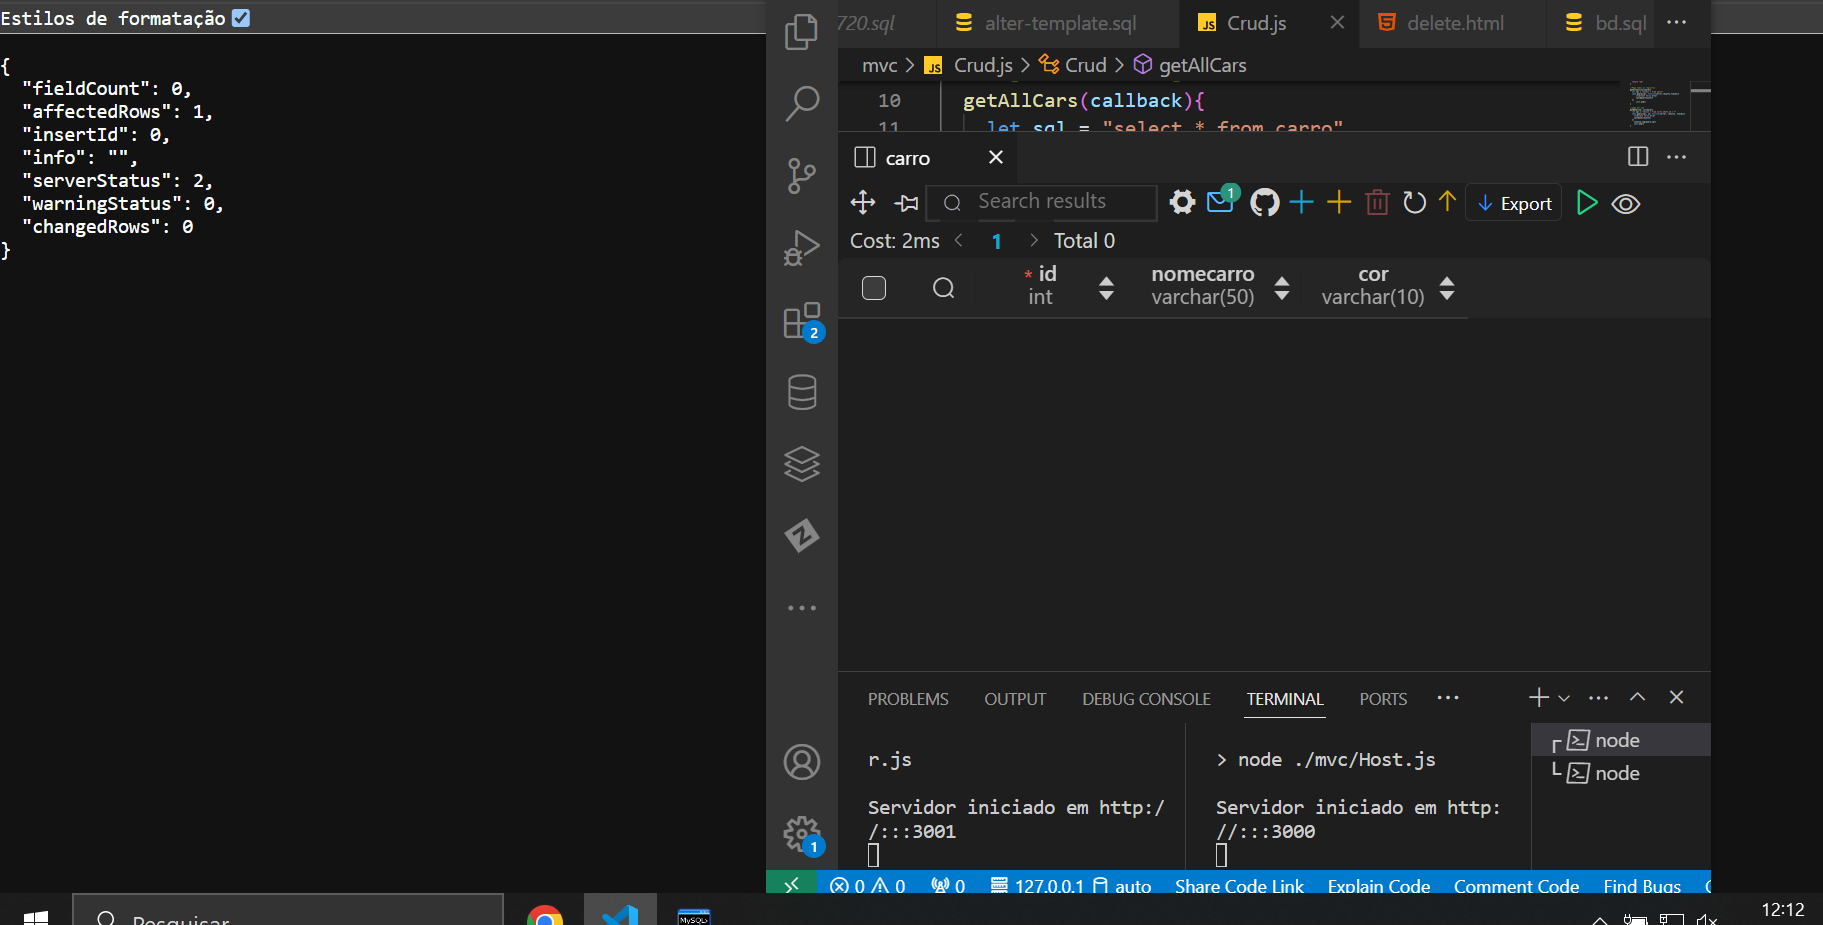 Estilos de formatação
{
"fieldCount": 0,
"affectedRows": 1,
"insertId": 0,
"info": "",
"serverStatus": 2,
"warningStatus": 0,
"changedRows": 0
}
720.sql
alter-template.sql
JS Crud.js
delete.html
bd.sql
mvc > JS Crud.js > Crud > getAllCars
10 getAllCars(callback){
11 let sql = "select * from carro"
carro
Search results
1
Export
Cost: 2ms < 1 > Total 0
* id
int
nomecarro
varchar(50)
cor
varchar(10)
2
1
PROBLEMS OUTPUT DEBUG CONSOLE TERMINAL PORTS
r.js
Servidor iniciado em http:/
/:::3001
> node ./mvc/Host.js
Servidor iniciado em http:
//:::3000
node
node
0 0 0 127.0.0.1 auto Share Code Link Explain Code Comment Code Find Bugs
Pesquisar
MySQL
12:12